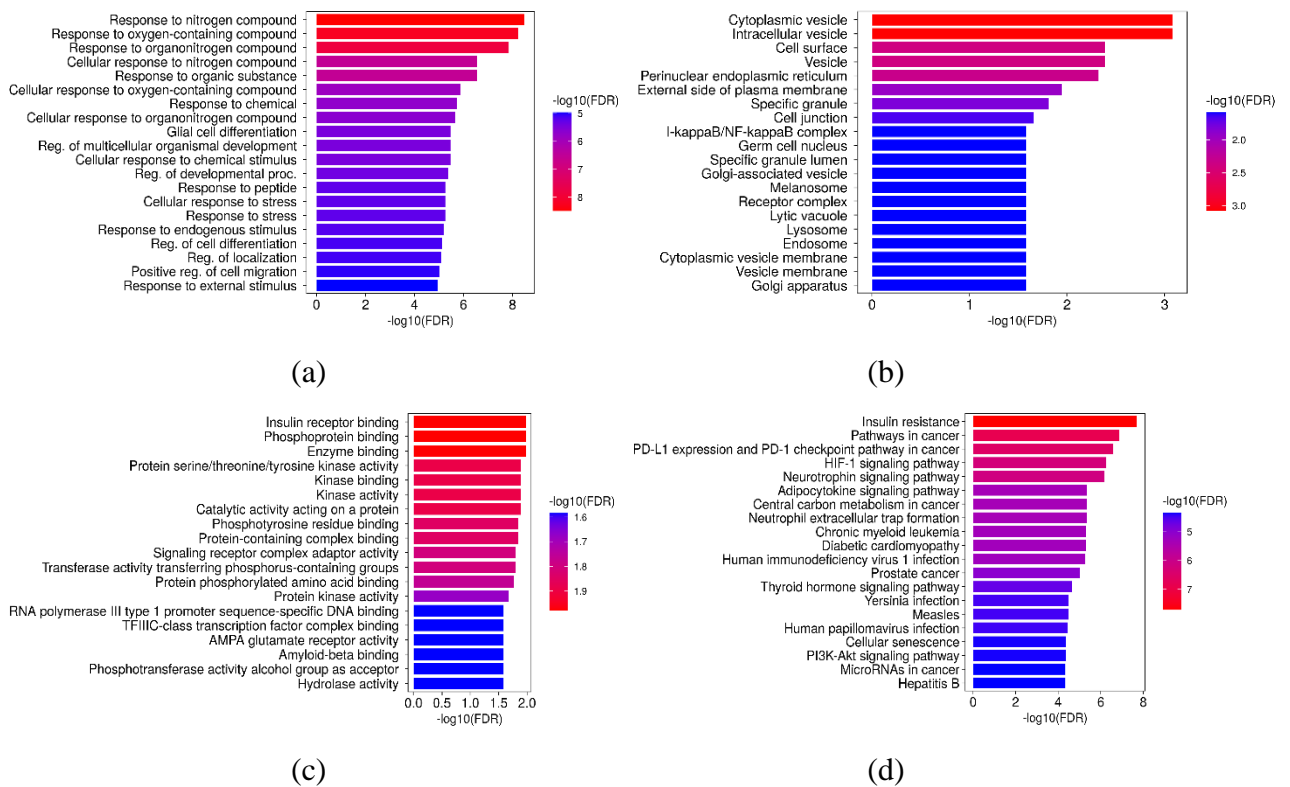 Response to nitrogen compound
Response to oxygen-containing compound
Response to organonitrogen compound
Cellular response to nitrogen compound
Response to organic substance
Cellular response to oxygen-containing compound
Response to chemical
Cellular response to organonitrogen compound
Glial cell differentiation
Reg. of multicellular organismal development
Cellular response to chemical stimulus
Reg. of developmental proc.
Response to peptide
Cellular response to stress
Response to stress
Response to endogenous stimulus
Reg. of cell differentiation
Reg. of localization
Positive reg. of cell migration
Response to external stimulus
0 2 4 6 8
-log10(FDR)
-log10(FDR)
5
6
7
8
(a)
Cytoplasmic vesicle
Intracellular vesicle
Cell surface
Vesicle
Perinuclear endoplasmic reticulum
External side of plasma membrane
Specific granule
Cell junction
I-kappaB/NF-kappaB complex
Germ cell nucleus
Specific granule lumen
Golgi-associated vesicle
Melanosome
Receptor complex
Lytic vacuole
Lysosome
Endosome
Cytoplasmic vesicle membrane
Vesicle membrane
Golgi apparatus
0 1 2 3
-log10(FDR)
-log10(FDR)
2.0
2.5
3.0
(b)
Insulin receptor binding
Phosphoprotein binding
Enzyme binding
Protein serine/threonine/tyrosine kinase activity
Kinase binding
Kinase activity
Catalytic activity acting on a protein
Phosphotyrosine residue binding
Protein-containing complex binding
Signaling receptor complex adaptor activity
Transferase activity transferring phosphorus-containing groups
Protein phosphorylated amino acid binding
Protein kinase activity
RNA polymerase III type 1 promoter sequence-specific DNA binding
TFIIIC-class transcription factor complex binding
AMPA glutamate receptor activity
Amyloid-beta binding
Phosphotransferase activity alcohol group as acceptor
Hydrolase activity
0.0 0.5 1.0 1.5 2.0
-log10(FDR)
-log10(FDR)
1.6
1.7
1.8
1.9
(c)
Insulin resistance
Pathways in cancer
PD-L1 expression and PD-1 checkpoint pathway in cancer
HIF-1 signaling pathway
Neurotrophin signaling pathway
Adipocytokine signaling pathway
Central carbon metabolism in cancer
Neutrophil extracellular trap formation
Chronic myeloid leukemia
Diabetic cardiomyopathy
Human immunodeficiency virus 1 infection
Prostate cancer
Thyroid hormone signaling pathway
Yersinia infection
Measles
Human papillomavirus infection
Cellular senescence
PI3K-Akt signaling pathway
MicroRNAs in cancer
Hepatitis B
0 2 4 6 8
-log10(FDR)
-log10(FDR)
5
6
7
(d)